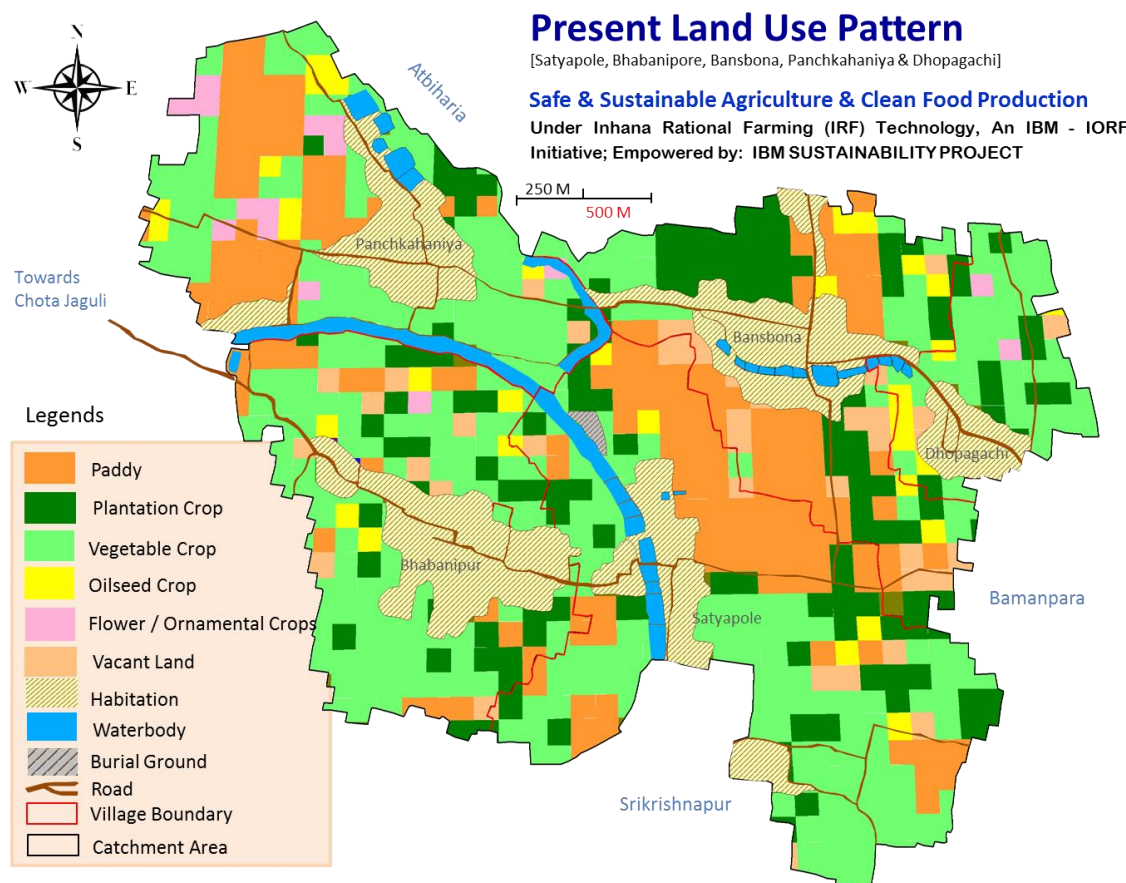 Present Land Use Pattern
[Satyapole, Bhabanipore, Bansbona, Panchkahaniya & Dhopagachi]
Safe & Sustainable Agriculture & Clean Food Production
Under Inhana Rational Farming (IRF) Technology, An IBM - IORF
Initiative; Empowered by: IBM SUSTAINABILITY PROJECT
N
W
E
S
Atbiharia
250 M
500 M
Panchkahaniya
Towards
Chota Jaguli
Bansbona
Dhopagachi
Bhabanipur
Satyapole
Bamanpara
Srikrishnapur
Legends
Paddy
Plantation Crop
Vegetable Crop
Oilseed Crop
Flower / Ornamental Crops
Vacant Land
Habitation
Waterbody
Burial Ground
Road
Village Boundary
Catchment Area